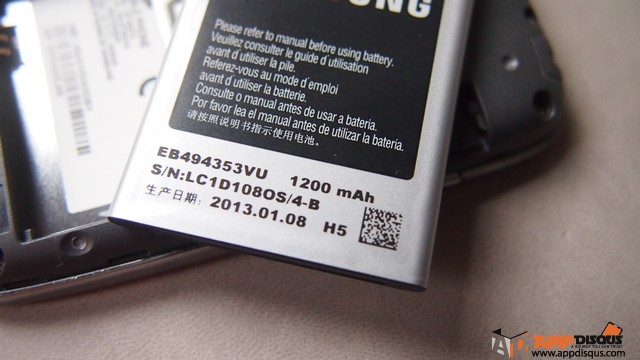 Please refer to manual before using battery.
Veuillez consulter le guide d'utilisation
avant d'utiliser la pile.
Referez-vous au mode d'emploi
avant d'utiliser la batterie.
Consulte o manual antes de usar a bateria.
Por favor lea el manual antes de utilizar la batería.
请按照说明书指示使用电池。
EB494353VU 1200 mAh
S/N:LC1D108OS/4-B
生产日期: 2013.01.08 H5
APPDISQUS
www.appdisqus.com